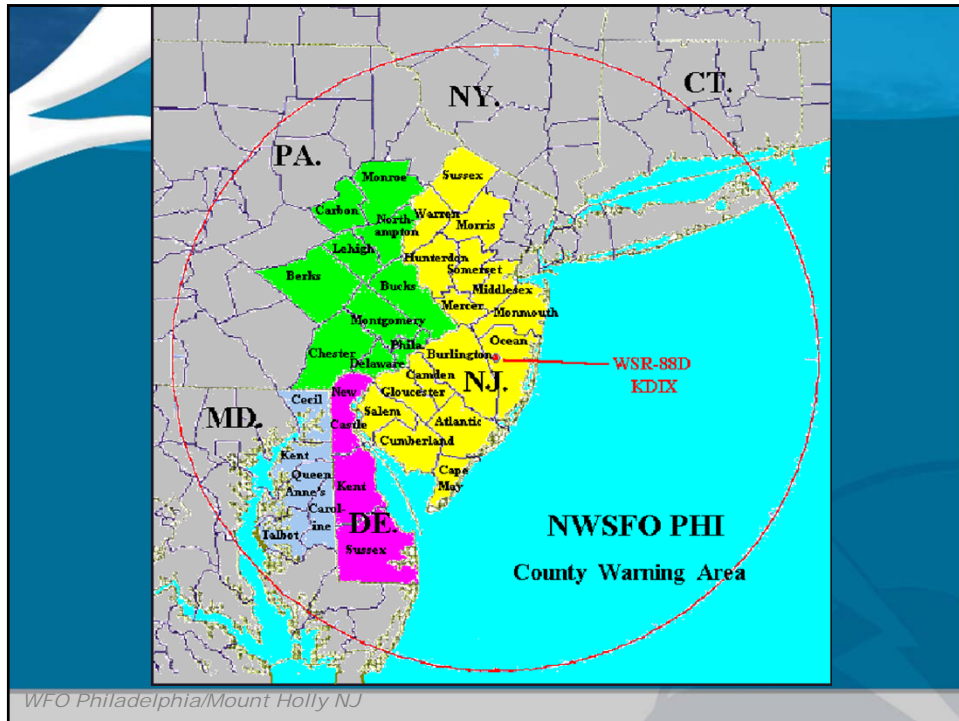 NY.
CT.
PA.
Monroe
Sussex
Carbon
North-
ampton
Warren
Morris
Lehigh
Hunterdon
Somerset
Berks
Bucks
Middlesex
Mercer
Monmouth
Montgomery
Ocean
Phila.
Chester
Delaware
Burlington
WSR-88D
KDIX
Camden
NJ.
New
Castle
Gloucester
Cecil
Salem
Atlantic
MD.
Cumberland
Kent
Cape
May
Queen
Anne's
Kent
Carol-
ine
DE.
Talbot
Sussex
NWSFO PHI
County Warning Area
WFO Philadelphia/Mount Holly NJ